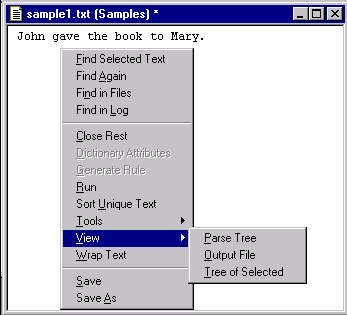 sample1.txt (Samples) *
John gave the book to Mary.
Find Selected Text
Find Again
Find in Files
Find in Log
Close Rest
Dictionary Attributes
Generate Rule
Run
Sort Unique Text
Tools
View
Wrap Text
Save
Save As
Parse Tree
Output File
Tree of Selected